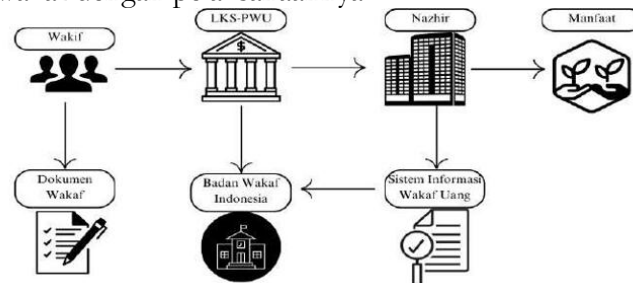 Wakif
LKS-PWU
Nazhir
Manfaat
Dokumen
Wakaf
Badan Wakaf
Indonesia
Sistem Informasi
Wakaf Uang